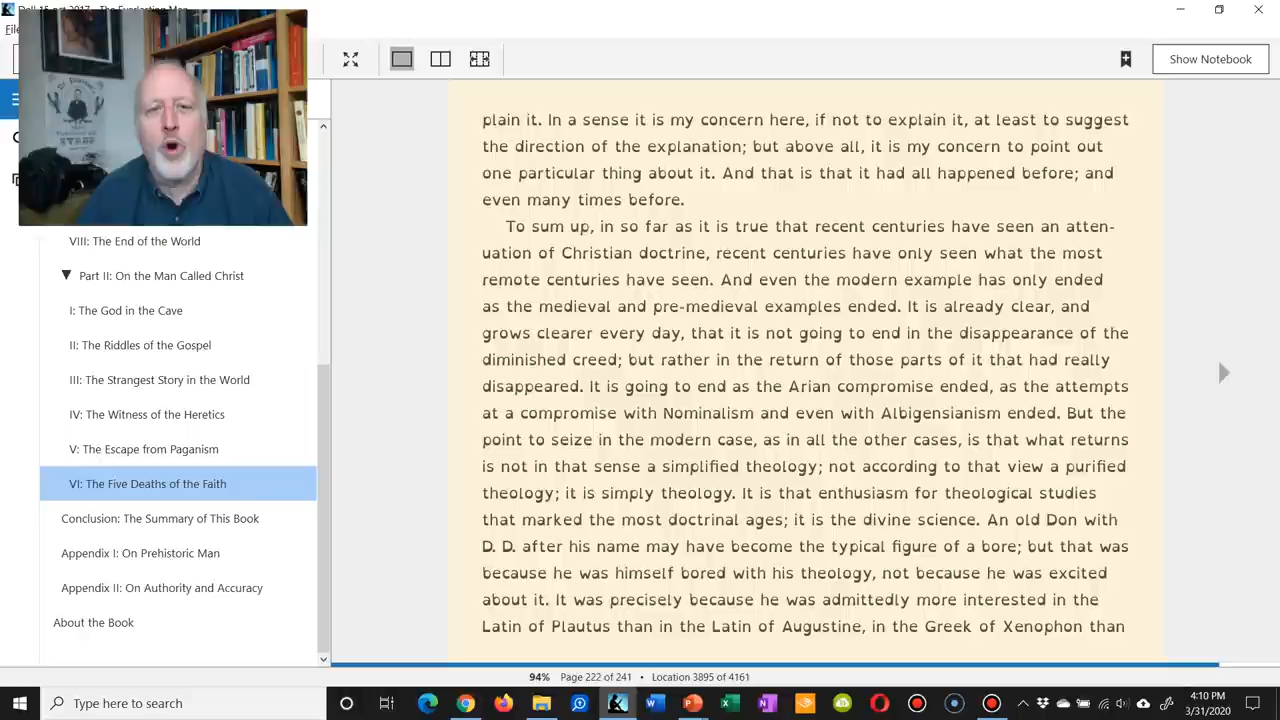 The Everlasting Man
Show Notebook
VIII: The End of the World
Part II: On the Man Called Christ
I: The God in the Cave
II: The Riddles of the Gospel
III: The Strangest Story in the World
IV: The Witness of the Heretics
V: The Escape from Paganism
VI: The Five Deaths of the Faith
Conclusion: The Summary of This Book
Appendix I: On Prehistoric Man
Appendix II: On Authority and Accuracy
About the Book
plain it. In a sense it is my concern here, if not to explain it, at least to suggest
the direction of the explanation; but above all, it is my concern to point out
one particular thing about it. And that is that it had all happened before; and
even many times before.
To sum up, in so far as it is true that recent centuries have seen an atten-
uation of Christian doctrine, recent centuries have only seen what the most
remote centuries have seen. And even the modern example has only ended
as the medieval and pre-medieval examples ended. It is already clear, and
grows clearer every day, that it is not going to end in the disappearance of the
diminished creed; but rather in the return of those parts of it that had really
disappeared. It is going to end as the Arian compromise ended, as the attempts
at a compromise with Nominalism and even with Albigensianism ended. But the
point to seize in the modern case, as in all the other cases, is that what returns
is not in that sense a simplified theology; not according to that view a purified
theology; it is simply theology. It is that enthusiasm for theological studies
that marked the most doctrinal ages; it is the divine science. An old Don with
D. D. after his name may have become the typical figure of a bore; but that was
because he was himself bored with his theology, not because he was excited
about it. It was precisely because he was admittedly more interested in the
Latin of Plautus than in the Latin of Augustine, in the Greek of Xenophon than
94% Page 222 of 241 • Location 3895 of 4161
Type here to search
4:10 PM
3/31/2020